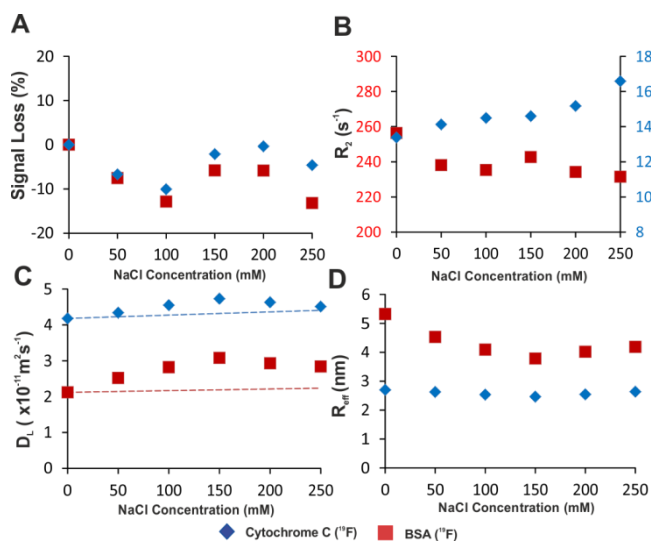 A
Signal Loss (%)
20
10
0
-10
-20
0 50 100 150 200 250
NaCl Concentration (mM)
B
R2 (s-1)
300
280
260
240
220
200
18
16
14
12
10
8
0 50 100 150 200 250
NaCl Concentration (mM)
C
DL ( x10-11m2s-1)
5
4
3
2
1
0
0 50 100 150 200 250
NaCl Concentration (mM)
D
Reff (nm)
6
5
4
3
2
1
0
0 50 100 150 200 250
NaCl Concentration (mM)
Cytochrome C (19F)
BSA (19F)